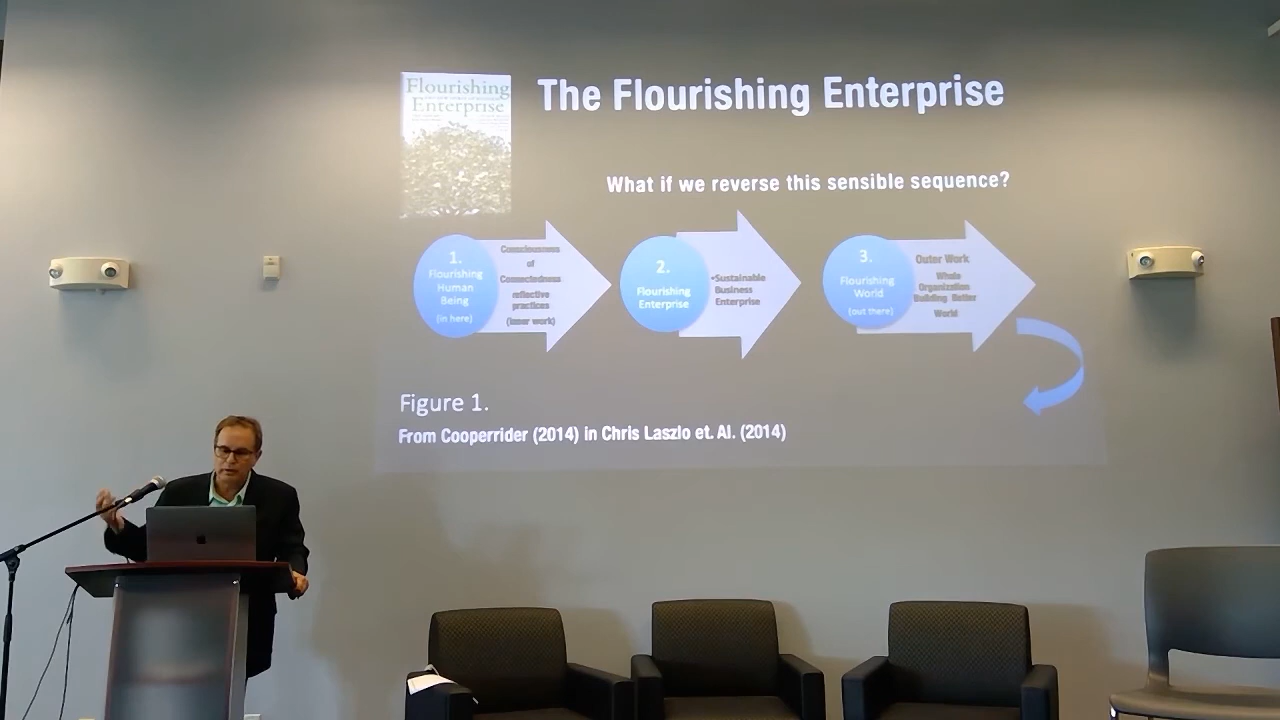 Flourishing
Enterprise
The Flourishing Enterprise
What if we reverse this sensible sequence?
1.
Flourishing
Human
Being
(in here)
Consciousness
of
Connectedness
reflective
practices
(inner work)
2.
Flourishing
Enterprise
•Sustainable
Business
Enterprise
3.
Flourishing
World
(out there)
Outer Work
Whole
Organization
Building Better
World
Figure 1.
From Cooperrider (2014) in Chris Laszlo et. Al. (2014)